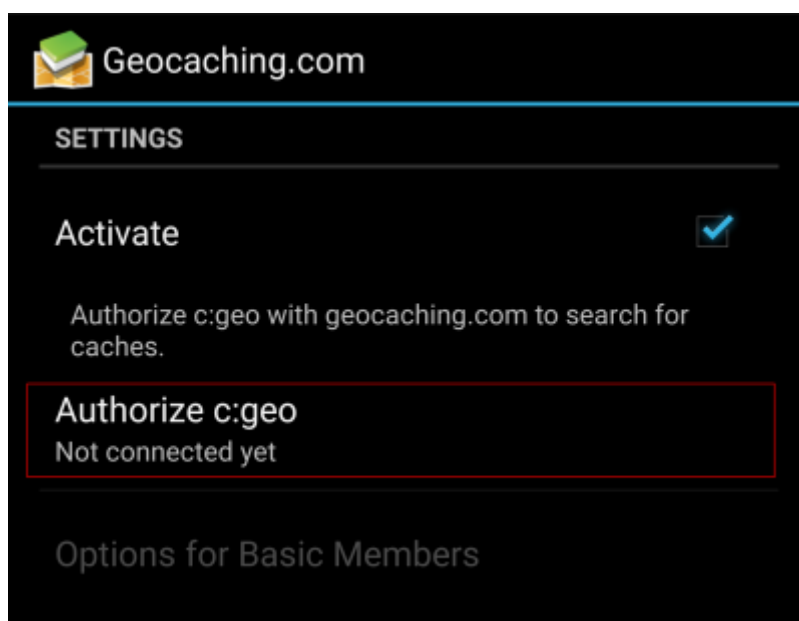 Geocaching.com
SETTINGS
Activate
Authorize c:geo with geocaching.com to search for
caches.
Authorize c:geo
Not connected yet
Options for Basic Members